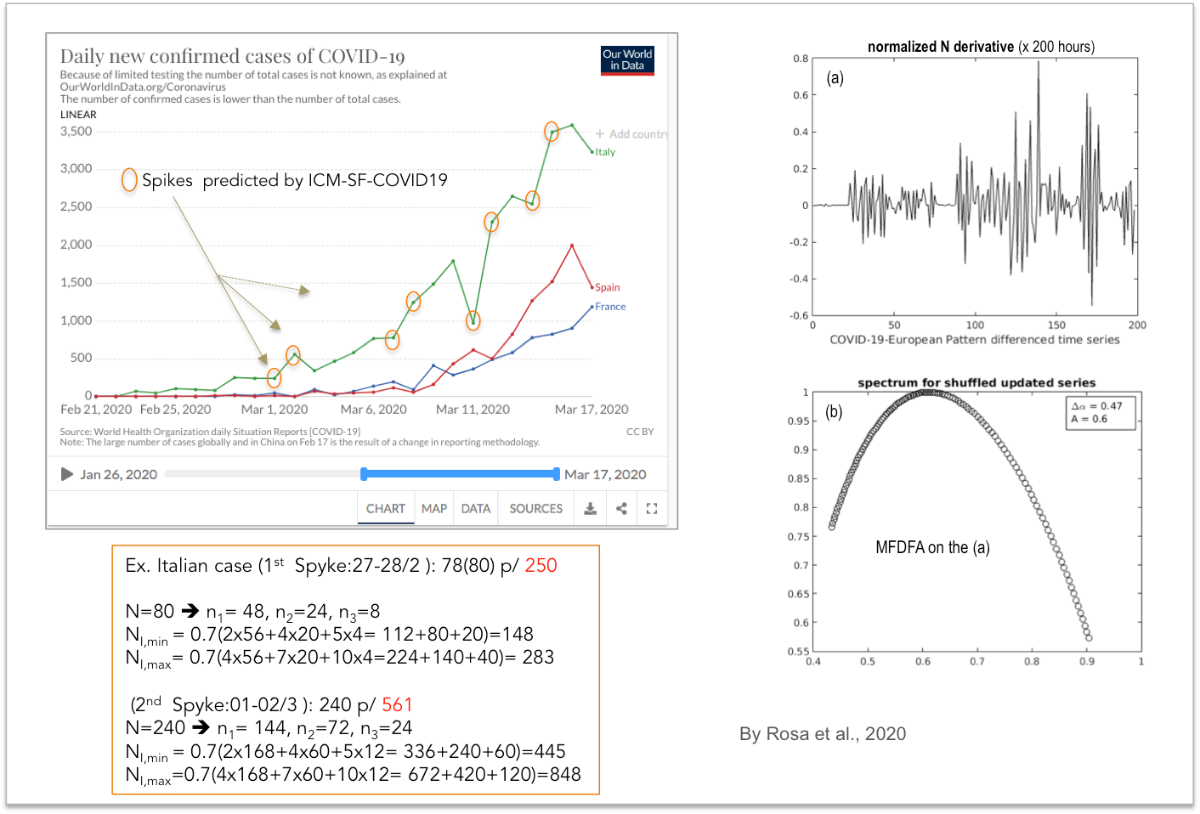 Daily new confirmed cases of COVID-19
Our World
in Data
Because of limited testing the number of total cases is not known, as explained at
OurWorldInData.org/Coronavirus
The number of confirmed cases is lower than the number of total cases.
LINEAR
3,500
3,000
2,500
2,000
1,500
1,000
500
0
+ Add country
Italy
Spikes predicted by ICM-SF-COVID19
Spain
France
Feb 21, 2020 Feb 25, 2020 Mar 1, 2020 Mar 6, 2020 Mar 11, 2020 Mar 17, 2020
Source: World Health Organization daily Situation Reports [COVID-19]
CC BY
Note: The large number of cases globally and in China on Feb 17 is the result of a change in reporting methodology.
Jan 26, 2020 Mar 17, 2020
CHART MAP DATA SOURCES
Ex. Italian case (1st Spyke:27-28/2 ): 78(80) p/ 250
N=80 ➔ n1= 48, n2=24, n3=8
NI,min = 0.7(2x56+4x20+5x4= 112+80+20)=148
NI,max= 0.7(4x56+7x20+10x4=224+140+40)= 283
(2nd Spyke:01-02/3 ): 240 p/ 561
N=240 ➔ n1= 144, n2=72, n3=24
NI,min = 0.7(2x168+4x60+5x12= 336+240+60)=445
NI,max=0.7(4x168+7x60+10x12= 672+420+120)=848
normalized N derivative (x 200 hours)
(a)
0.8
0.6
0.4
0.2
0
-0.2
-0.4
-0.6
0 50 100 150 200
COVID-19-European Pattern differenced time series
spectrum for shuffled updated series
(b)
Δα = 0.47
A = 0.6
1
0.95
0.9
0.85
0.8
0.75
0.7
0.65
0.6
0.55
MFDFA on the (a)
0.4 0.5 0.6 0.7 0.8 0.9 1
By Rosa et al., 2020